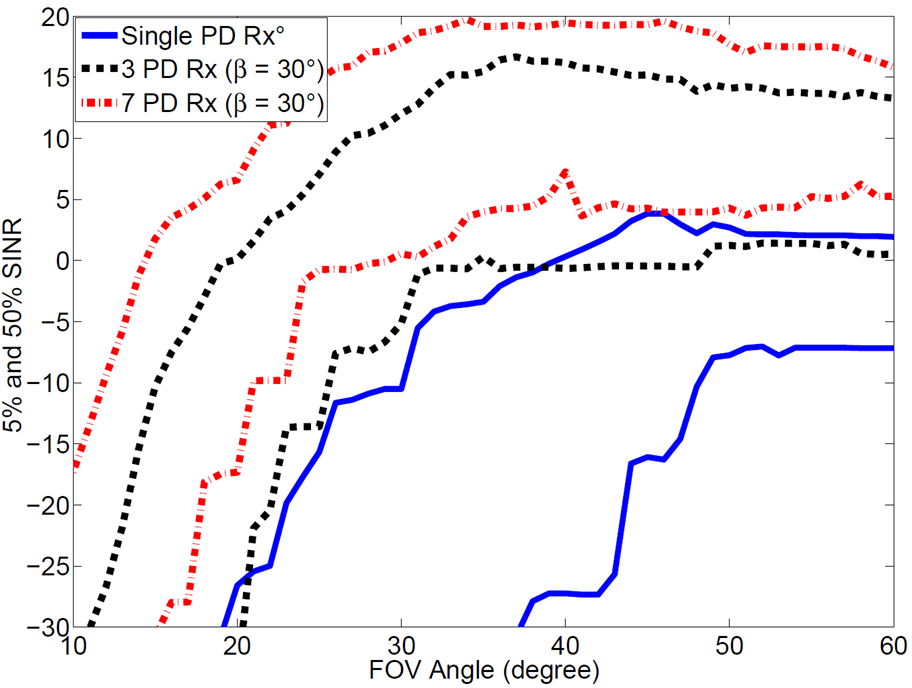 20
15
10
5
0
−5
−10
−15
−20
−25
−30
5% and 50% SINR
Single PD Rx°
3 PD Rx (β = 30°)
7 PD Rx (β = 30°)
10 20 30 40 50 60
FOV Angle (degree)